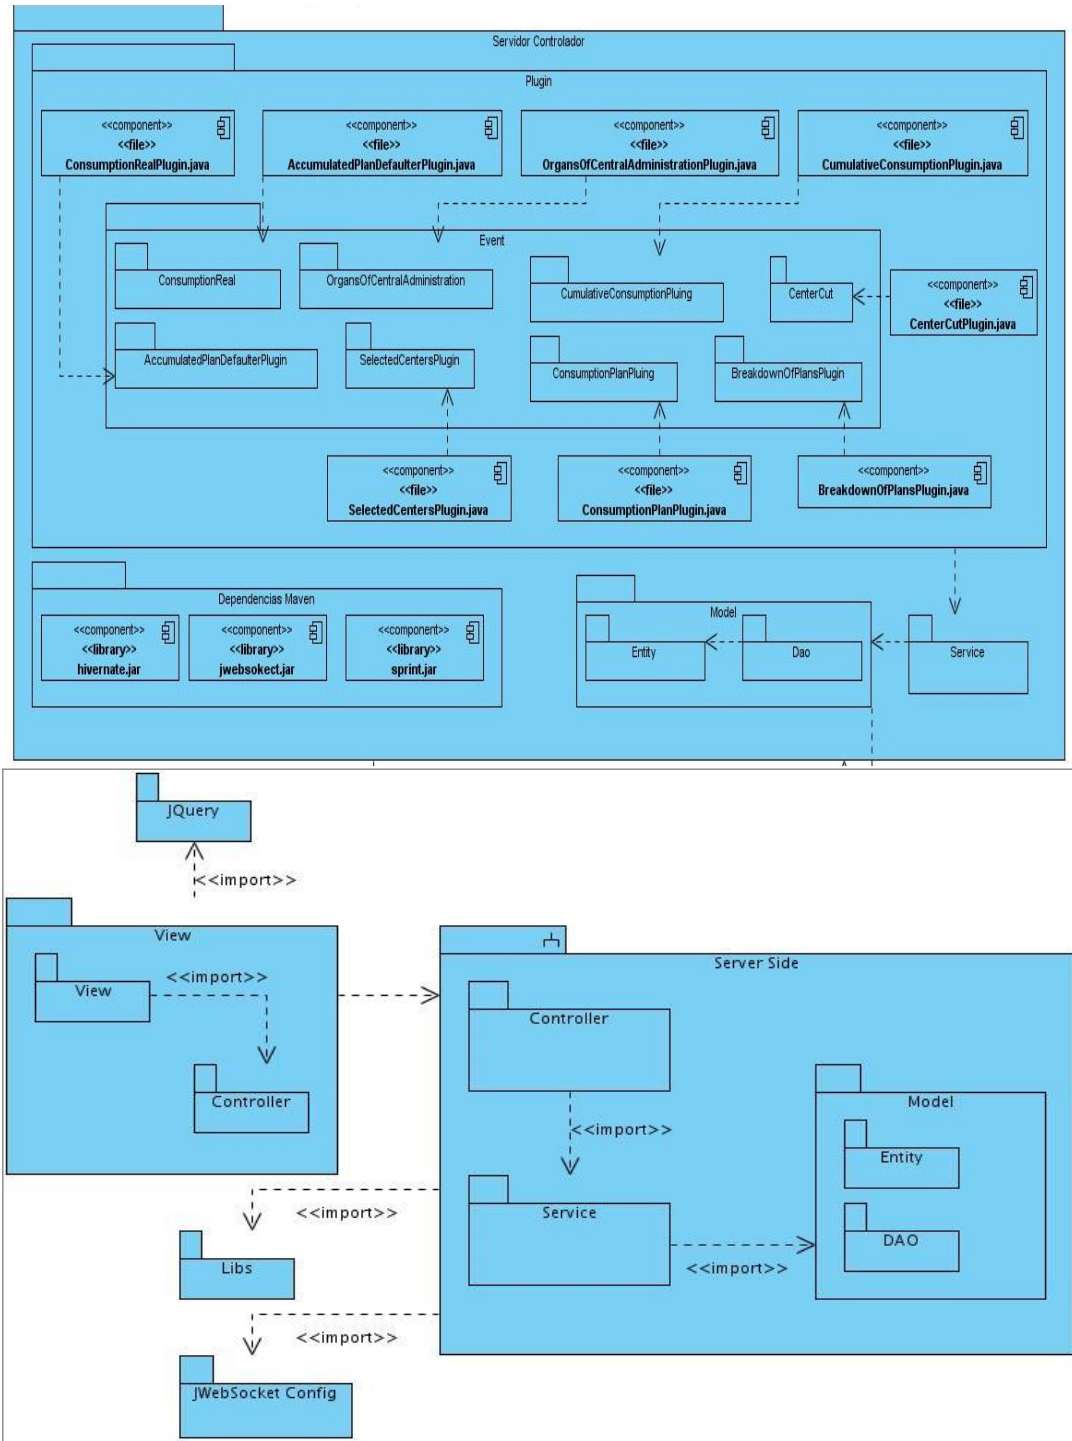 Servidor Controlador
Plugin
<<component>>
<<file>>
ConsumptionRealPlugin.java
<<component>>
<<file>>
AccumulatedPlanDefaulterPlugin.java
<<component>>
<<file>>
OrgansOfCentralAdministrationPlugin.java
<<component>>
<<file>>
CumulativeConsumptionPlugin.java
Event
ConsumptionReal
OrgansOfCentralAdministration
CumulativeConsumptionPluing
CenterCut
<<component>>
<<file>>
CenterCutPlugin.java
AccumulatedPlanDefaulterPlugin
SelectedCentersPlugin
ConsumptionPlanPluing
BreakdownOfPlansPlugin
<<component>>
<<file>>
SelectedCentersPlugin.java
<<component>>
<<file>>
ConsumptionPlanPlugin.java
<<component>>
<<file>>
BreakdownOfPlansPlugin.java
Dependencias Maven
<<component>>
<<library>>
hivernate.jar
<<component>>
<<library>>
jwebsokect.jar
<<component>>
<<library>>
sprint.jar
Model
Entity
Dao
Service
JQuery
<<import>>
View
View
<<import>>
Controller
Server Side
Controller
<<import>>
Service
<<import>>
Model
Entity
DAO
<<import>>
Libs
<<import>>
JWebSocket Config